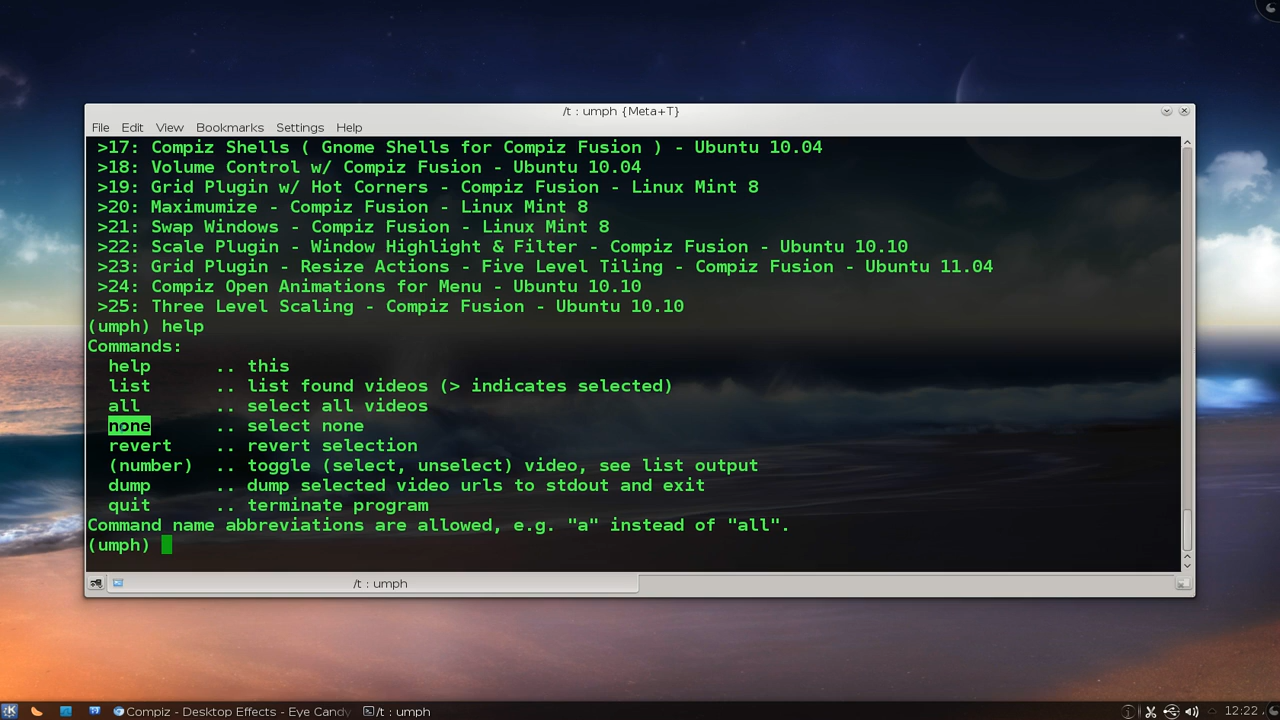 /t : umph {Meta+T}
File Edit View Bookmarks Settings Help
>17: Compiz Shells ( Gnome Shells for Compiz Fusion ) - Ubuntu 10.04
>18: Volume Control w/ Compiz Fusion - Ubuntu 10.04
>19: Grid Plugin w/ Hot Corners - Compiz Fusion - Linux Mint 8
>20: Maximumize - Compiz Fusion - Linux Mint 8
>21: Swap Windows - Compiz Fusion - Linux Mint 8
>22: Scale Plugin - Window Highlight & Filter - Compiz Fusion - Ubuntu 10.10
>23: Grid Plugin - Resize Actions - Five Level Tiling - Compiz Fusion - Ubuntu 11.04
>24: Compiz Open Animations for Menu - Ubuntu 10.10
>25: Three Level Scaling - Compiz Fusion - Ubuntu 10.10
(umph) help
Commands:
help .. this
list .. list found videos (> indicates selected)
all .. select all videos
none .. select none
revert .. revert selection
(number) .. toggle (select, unselect) video, see list output
dump .. dump selected video urls to stdout and exit
quit .. terminate program
Command name abbreviations are allowed, e.g. "a" instead of "all".
(umph)
/t : umph
Compiz - Desktop Effects - Eye Candy /t : umph 12:22